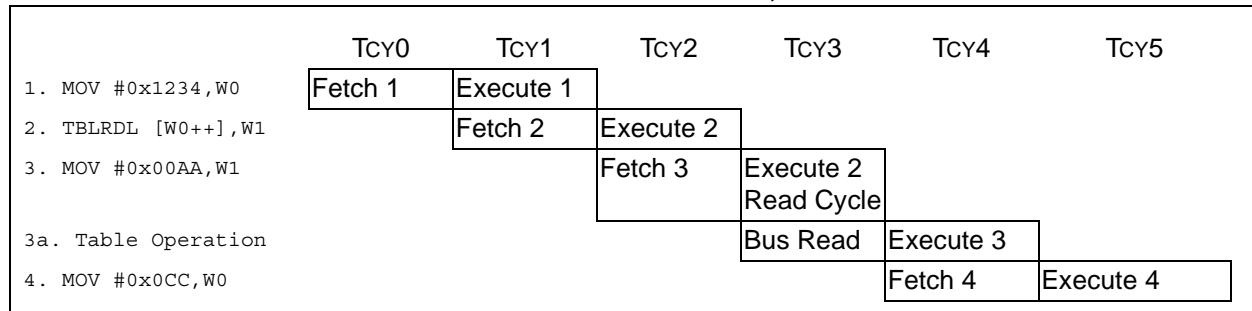 TCY0 TCY1 TCY2 TCY3 TCY4 TCY5
1. MOV #0x1234,W0 Fetch 1 Execute 1
2. TBLRDL [W0++],W1 Fetch 2 Execute 2
3. MOV #0x00AA,W1 Fetch 3 Execute 2
Read Cycle
3a. Table Operation Bus Read Execute 3
4. MOV #0x0CC,W0 Fetch 4 Execute 4